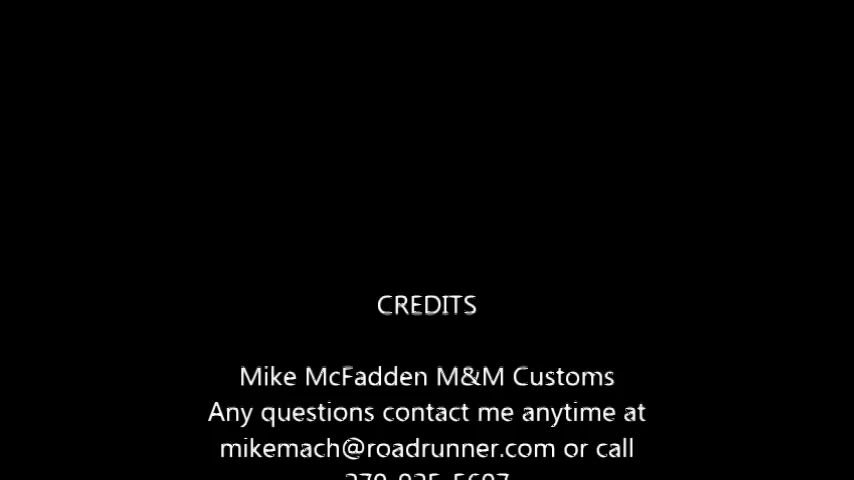 CREDITS
Mike McFadden M&M Customs
Any questions contact me anytime at
mikemach@roadrunner.com or call